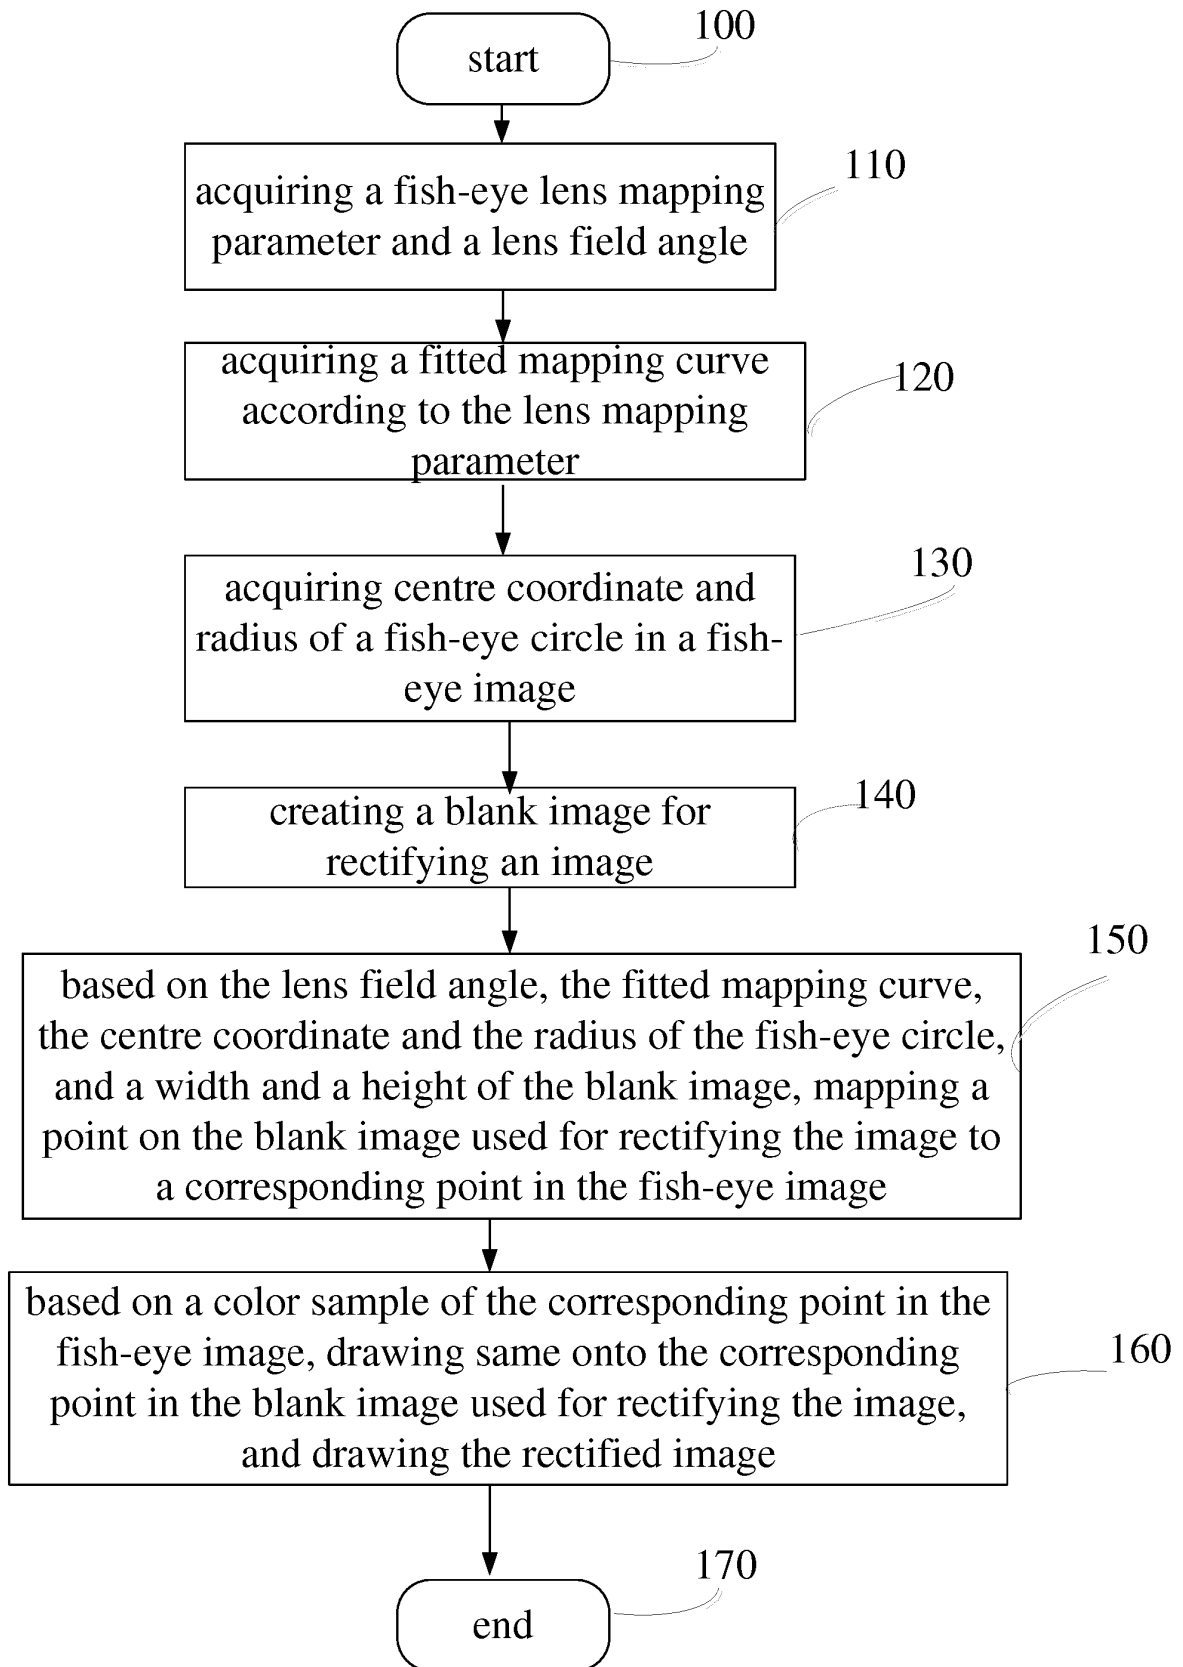 start
100
acquiring a fish-eye lens mapping
parameter and a lens field angle
110
acquiring a fitted mapping curve
according to the lens mapping
parameter
120
acquiring centre coordinate and
radius of a fish-eye circle in a fish-
eye image
130
creating a blank image for
rectifying an image
140
based on the lens field angle, the fitted mapping curve,
the centre coordinate and the radius of the fish-eye circle,
and a width and a height of the blank image, mapping a
point on the blank image used for rectifying the image to
a corresponding point in the fish-eye image
150
based on a color sample of the corresponding point in the
fish-eye image, drawing same onto the corresponding
point in the blank image used for rectifying the image,
and drawing the rectified image
160
end
170